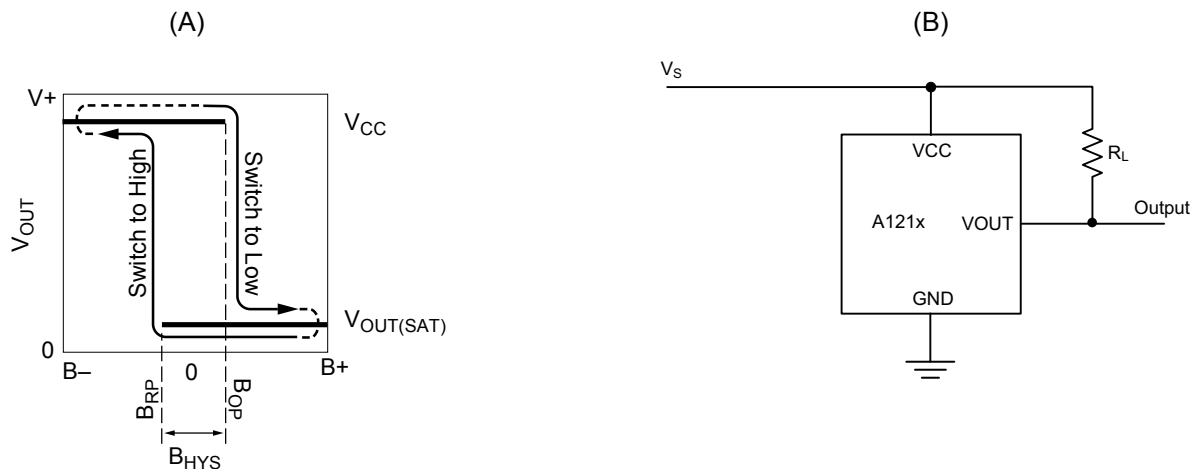 (A)
V+
VCC
Switch to High
Switch to Low
VOUT
VOUT(SAT)
0
B–
0
B+
BRP
BOP
BHYS
(B)
VS
VCC
RL
A121x
VOUT
Output
GND